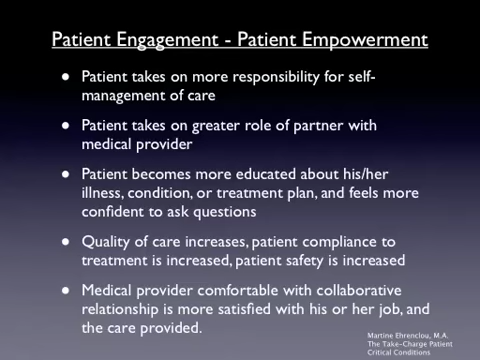 Patient Engagement - Patient Empowerment
• Patient takes on more responsibility for self-
management of care
• Patient takes on greater role of partner with
medical provider
• Patient becomes more educated about his/her
illness, condition, or treatment plan, and feels more
confident to ask questions
• Quality of care increases, patient compliance to
treatment is increased, patient safety is increased
• Medical provider comfortable with collaborative
relationship is more satisfied with his or her job, and
the care provided.
Martine Ehrenclou, M.A.
The Take-Charge Patient
Critical Conditions